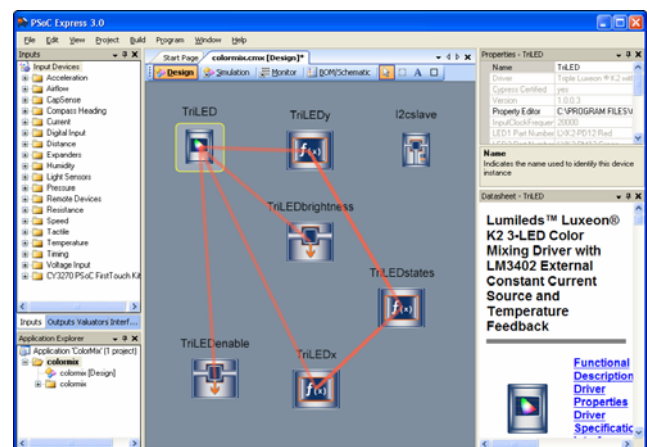 PSoC Express 3.0
File Edit View Project Build Program Window Help
Inputs
Input Devices
Acceleration
Airflow
CapSense
Compass Heading
Current
Digital Input
Distance
Expanders
Humidity
Light Sensors
Pressure
Remote Devices
Resistance
Speed
Tactile
Temperature
Timing
Voltage Input
CY3270 PSoC FirstTouch Kit
Inputs Outputs Valuators Interf...
Application Explorer
Application 'ColorMix' (1 project)
colormix
colormix [Design]
colormix
Start Page colormix.cmx [Design]*
Design Simulation Monitor BOM/Schematic A
TriLED
TriLEDy
I2cslave
f(x)
TriLEDbrightness
TriLEDstates
f(x)
TriLEDenable
TriLEDx
f(x)
Properties - TriLED
Name TriLED
Driver Triple Luxeon ® K2 with
Cypress Certified yes
Version 1.0.0.3
Property Editor C:\PROGRAM FILES\
InputClockFrequer 20000
LED1 Part Number LXK2-PD12 Red
Name
Indicates the name used to identify this device
instance
Datasheet - TriLED
Lumileds™ Luxeon®
K2 3-LED Color
Mixing Driver with
LM3402 External
Constant Current
Source and
Temperature
Feedback
Functional
Description
Driver
Properties
Driver
Specificatic